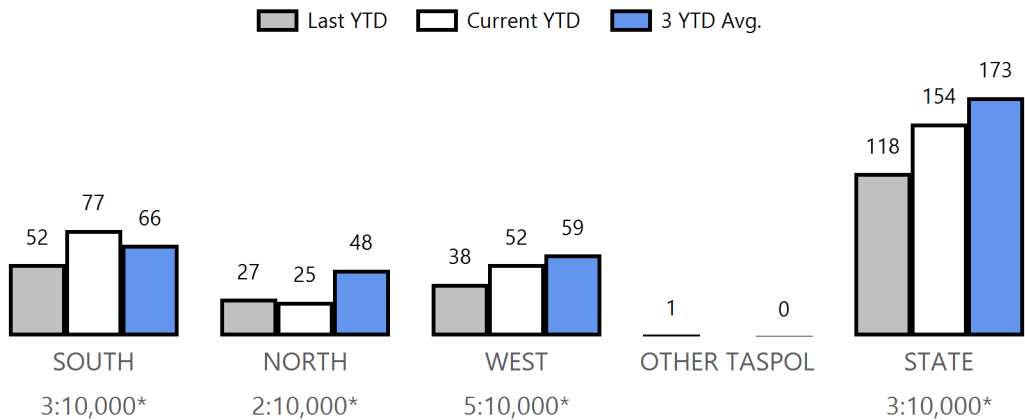 Last YTD Current YTD 3 YTD Avg.
52 77 66 27 25 48 38 52 59 1 0 118 154 173
SOUTH NORTH WEST OTHER TASPOL STATE
3:10,000* 2:10,000* 5:10,000* 3:10,000*